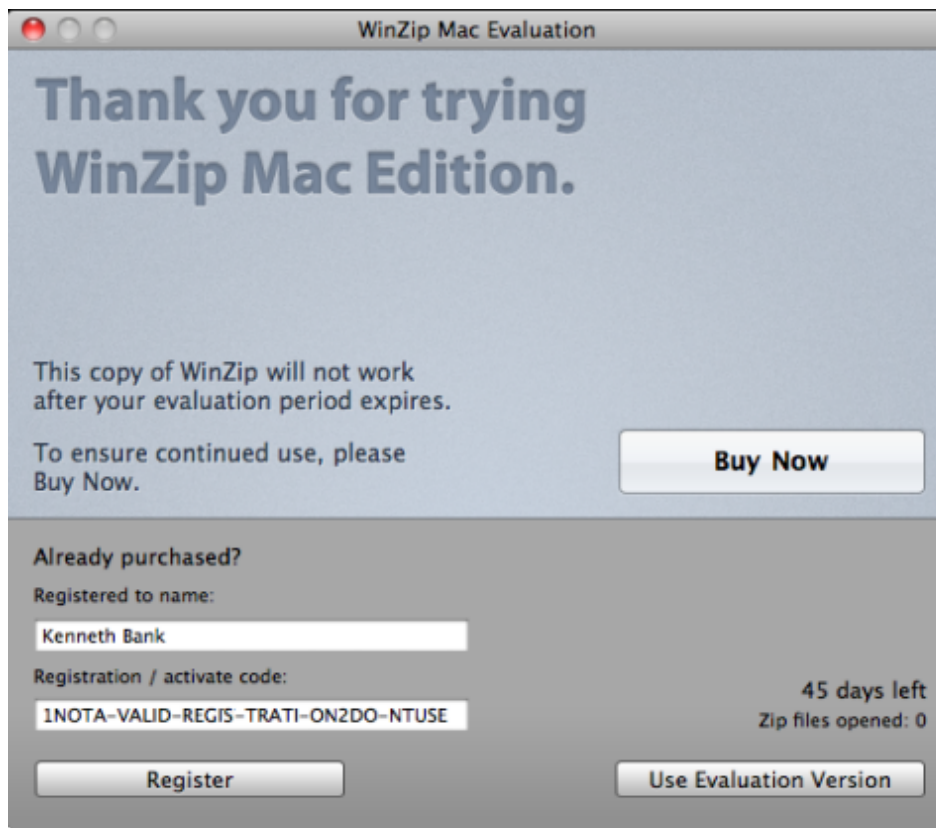 WinZip Mac Evaluation
Thank you for trying
WinZip Mac Edition.
This copy of WinZip will not work
after your evaluation period expires.
To ensure continued use, please
Buy Now.
Buy Now
Already purchased?
Registered to name:
Kenneth Bank
Registration / activate code:
1NOTA-VALID-REGIS-TRATI-ON2DO-NTUSE
45 days left
Zip files opened: 0
Register
Use Evaluation Version